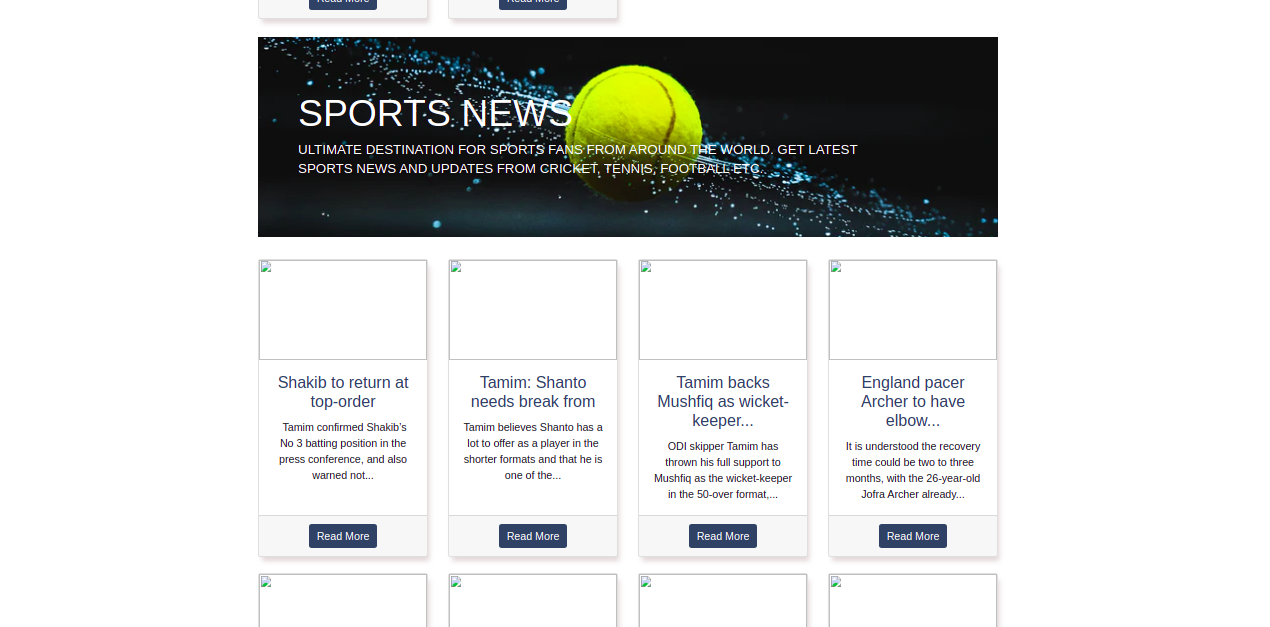 Read More
Read More
SPORTS NEWS
ULTIMATE DESTINATION FOR SPORTS FANS FROM AROUND THE WORLD. GET LATEST
SPORTS NEWS AND UPDATES FROM CRICKET, TENNIS, FOOTBALL ETC.
Shakib to return at
top-order
Tamim confirmed Shakib's
No 3 batting position in the
press conference, and also
warned not...
Read More
Tamim: Shanto
needs break from
Tamim believes Shanto has a
lot to offer as a player in the
shorter formats and that he is
one of the...
Read More
Tamim backs
Mushfiq as wicket-
keeper...
ODI skipper Tamim has
thrown his full support to
Mushfiq as the wicket-keeper
in the 50-over format,...
Read More
England pacer
Archer to have
elbow...
It is understood the recovery
time could be two to three
months, with the 26-year-old
Jofra Archer already...
Read More